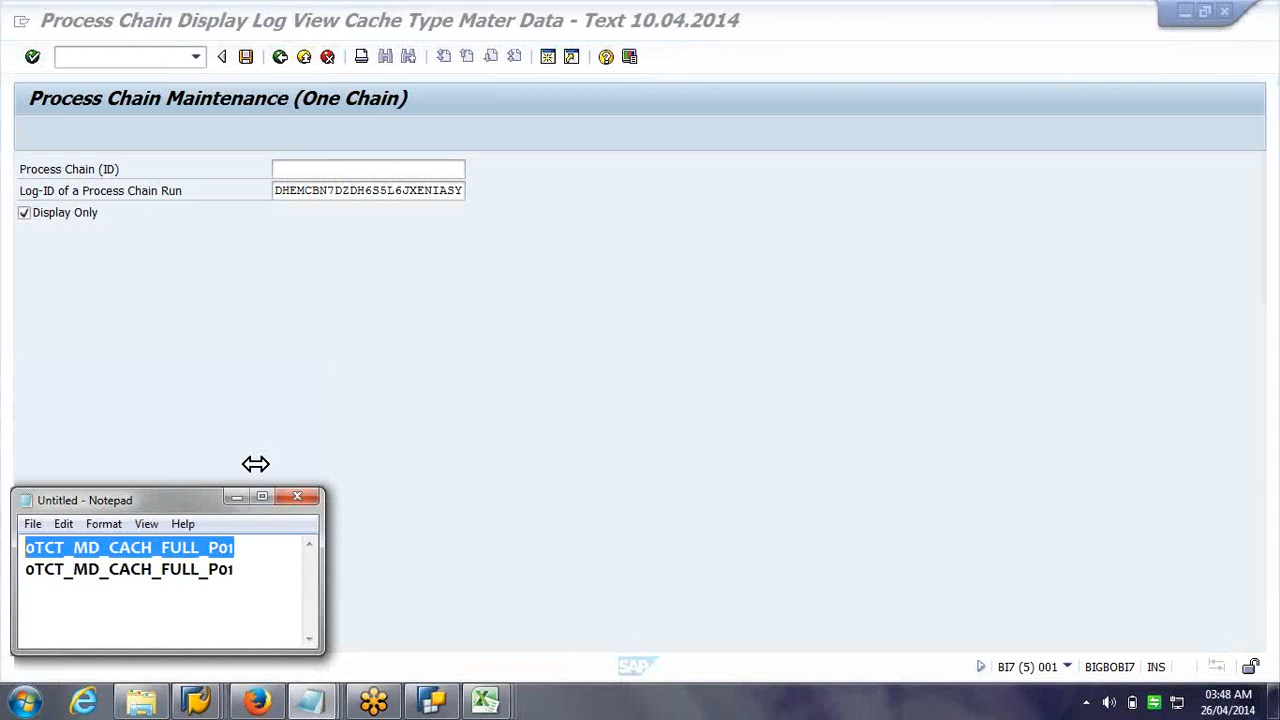 Process Chain Display Log View Cache Type Mater Data - Text 10.04.2014
Process Chain Maintenance (One Chain)
Process Chain (ID)
Log-ID of a Process Chain Run DHEMCBN7DZDH6S5L6JXENIASY
Display Only
Untitled - Notepad
File Edit Format View Help
0TCT_MD_CACH_FULL_P01
0TCT_MD_CACH_FULL_P01
SAP
BI7 (5) 001 BIGBOBI7 INS
03:48 AM
26/04/2014